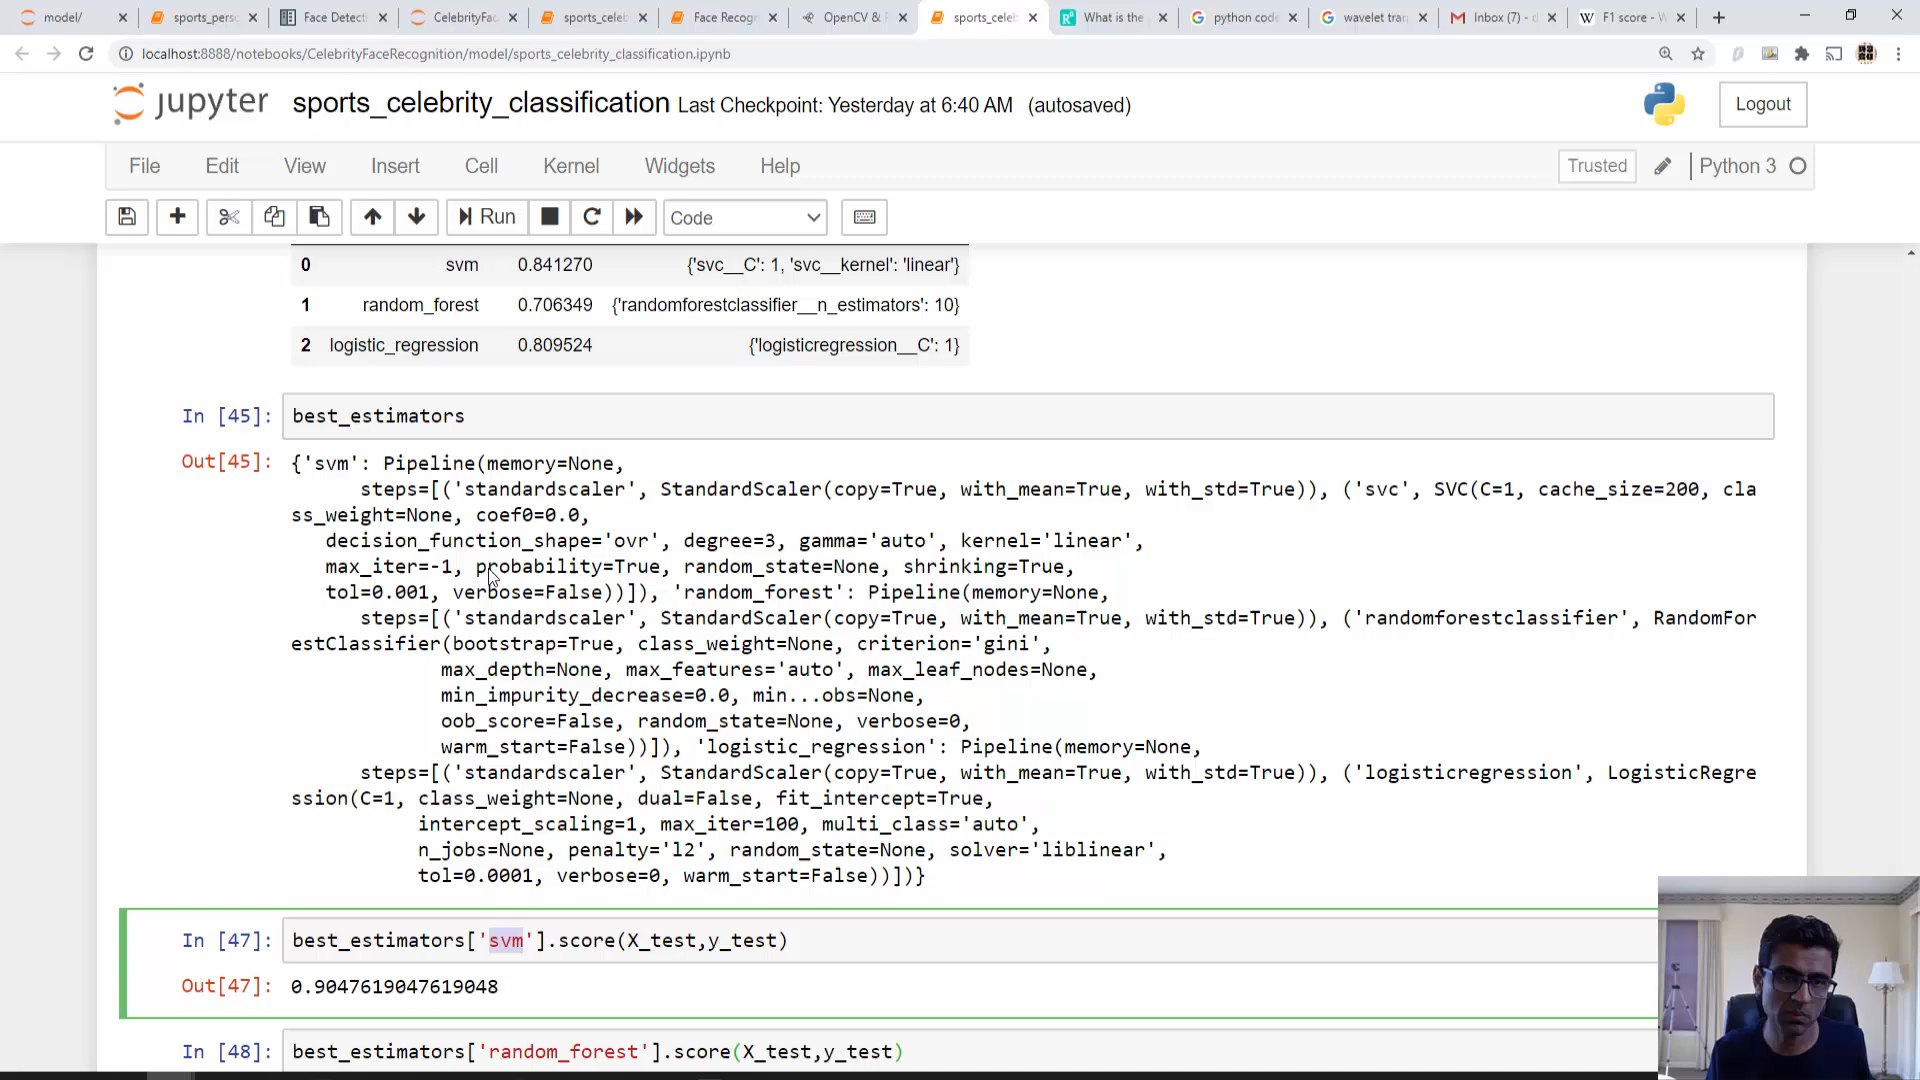 model/
sports_pers
Face Detecti
CelebrityFac
sports_celeb
Face Recogn
OpenCV & F
sports_celeb
What is the
python code
wavelet tran
Inbox (7) - d
F1 score - W
localhost:8888/notebooks/CelebrityFaceRecognition/model/sports_celebrity_classification.ipynb
jupyter sports_celebrity_classification Last Checkpoint: Yesterday at 6:40 AM (autosaved)
Logout
File Edit View Insert Cell Kernel Widgets Help
Trusted Python 3
Run Code
0 svm 0.841270 {'svc__C': 1, 'svc__kernel': 'linear'}
1 random_forest 0.706349 {'randomforestclassifier__n_estimators': 10}
2 logistic_regression 0.809524 {'logisticregression__C': 1}
In [45]: best_estimators
Out[45]: {'svm': Pipeline(memory=None,
steps=[('standardscaler', StandardScaler(copy=True, with_mean=True, with_std=True)), ('svc', SVC(C=1, cache_size=200, cla
ss_weight=None, coef0=0.0,
decision_function_shape='ovr', degree=3, gamma='auto', kernel='linear',
max_iter=-1, probability=True, random_state=None, shrinking=True,
tol=0.001, verbose=False))]), 'random_forest': Pipeline(memory=None,
steps=[('standardscaler', StandardScaler(copy=True, with_mean=True, with_std=True)), ('randomforestclassifier', RandomFor
estClassifier(bootstrap=True, class_weight=None, criterion='gini',
max_depth=None, max_features='auto', max_leaf_nodes=None,
min_impurity_decrease=0.0, min...obs=None,
oob_score=False, random_state=None, verbose=0,
warm_start=False))]), 'logistic_regression': Pipeline(memory=None,
steps=[('standardscaler', StandardScaler(copy=True, with_mean=True, with_std=True)), ('logisticregression', LogisticRegre
ssion(C=1, class_weight=None, dual=False, fit_intercept=True,
intercept_scaling=1, max_iter=100, multi_class='auto',
n_jobs=None, penalty='l2', random_state=None, solver='liblinear',
tol=0.0001, verbose=0, warm_start=False))])}
In [47]: best_estimators['svm'].score(X_test,y_test)
Out[47]: 0.9047619047619048
In [48]: best_estimators['random_forest'].score(X_test,y_test)